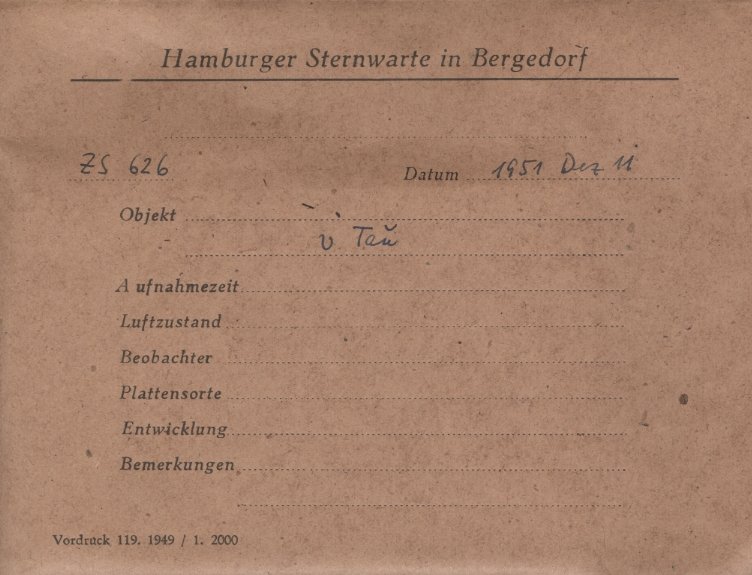 Hamburger Sternwarte in Bergedorf
ZS 626 Datum 1951 Dez 11
Objekt
υ Tau
Aufnahmezeit
Luftzustand
Beobachter
Plattensorte
Entwicklung
Bemerkungen
Vordruck 119. 1949 / 1. 2000